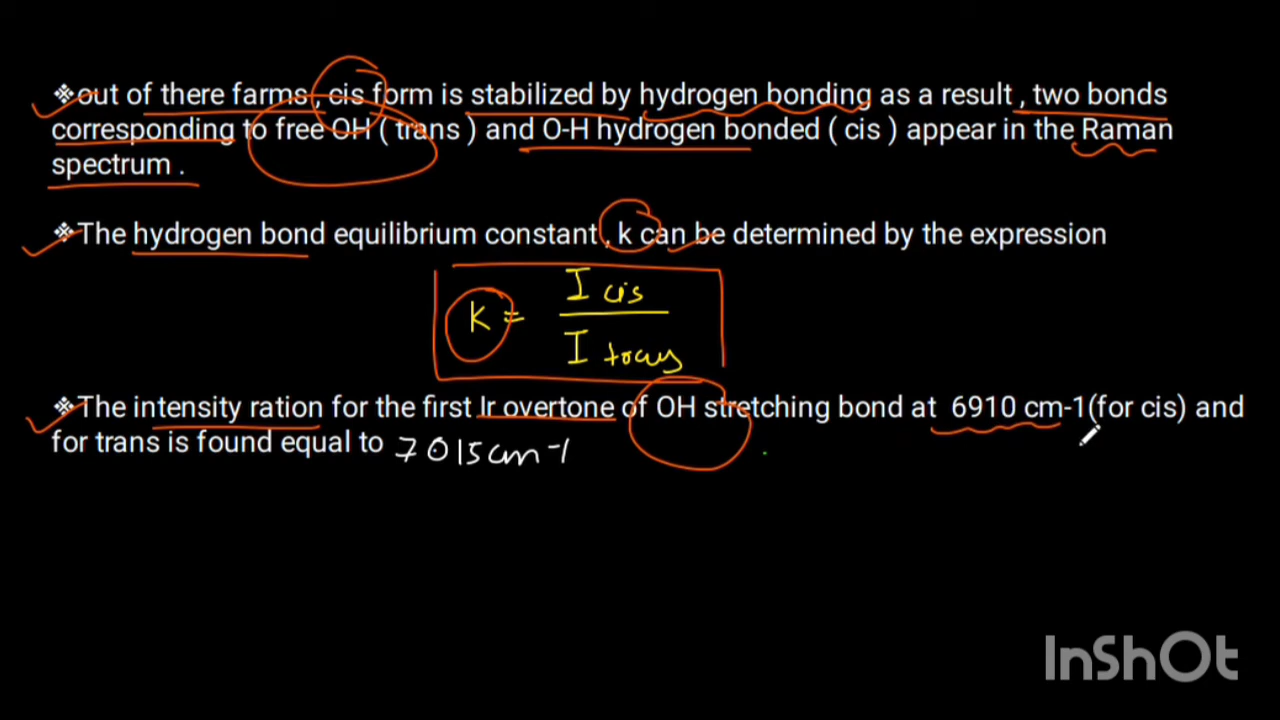 ❖out of there farms , cis form is stabilized by hydrogen bonding as a result , two bonds
corresponding to free OH ( trans ) and O-H hydrogen bonded ( cis ) appear in the Raman
spectrum .
❖The hydrogen bond equilibrium constant , k can be determined by the expression
K = I cis
I trans
❖The intensity ration for the first Ir overtone of OH stretching bond at 6910 cm-1(for cis) and
for trans is found equal to 7015cm-1
InShOt